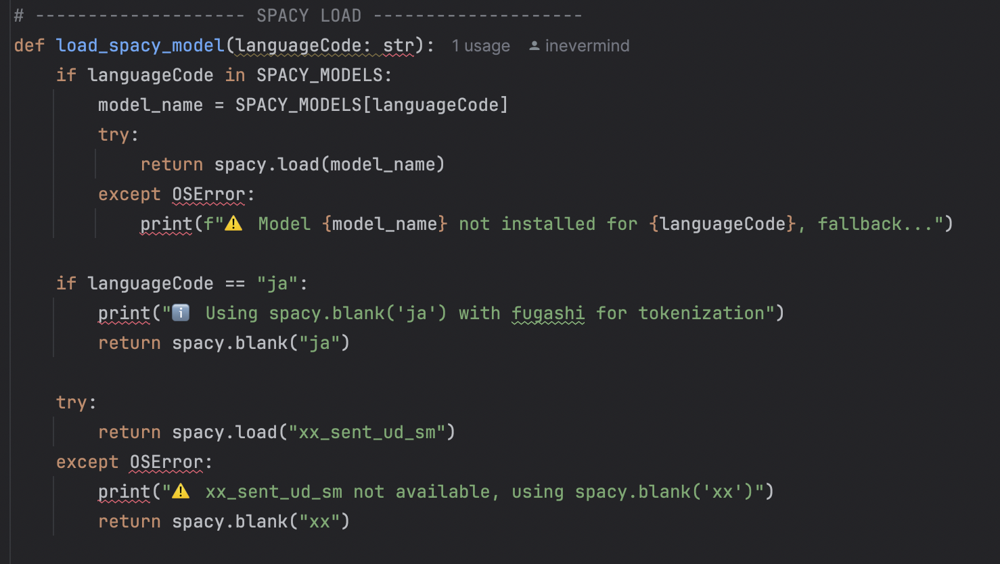 # -------------------- SPACY LOAD --------------------
def load_spacy_model(languageCode: str): 1 usage inevermind
    if languageCode in SPACY_MODELS:
        model_name = SPACY_MODELS[languageCode]
        try:
            return spacy.load(model_name)
        except OSError:
            print(f"⚠️ Model {model_name} not installed for {languageCode}, fallback...")
    if languageCode == "ja":
        print("ℹ️ Using spacy.blank('ja') with fugashi for tokenization")
        return spacy.blank("ja")
    try:
        return spacy.load("xx_sent_ud_sm")
    except OSError:
        print("⚠️ xx_sent_ud_sm not available, using spacy.blank('xx')")
        return spacy.blank("xx")